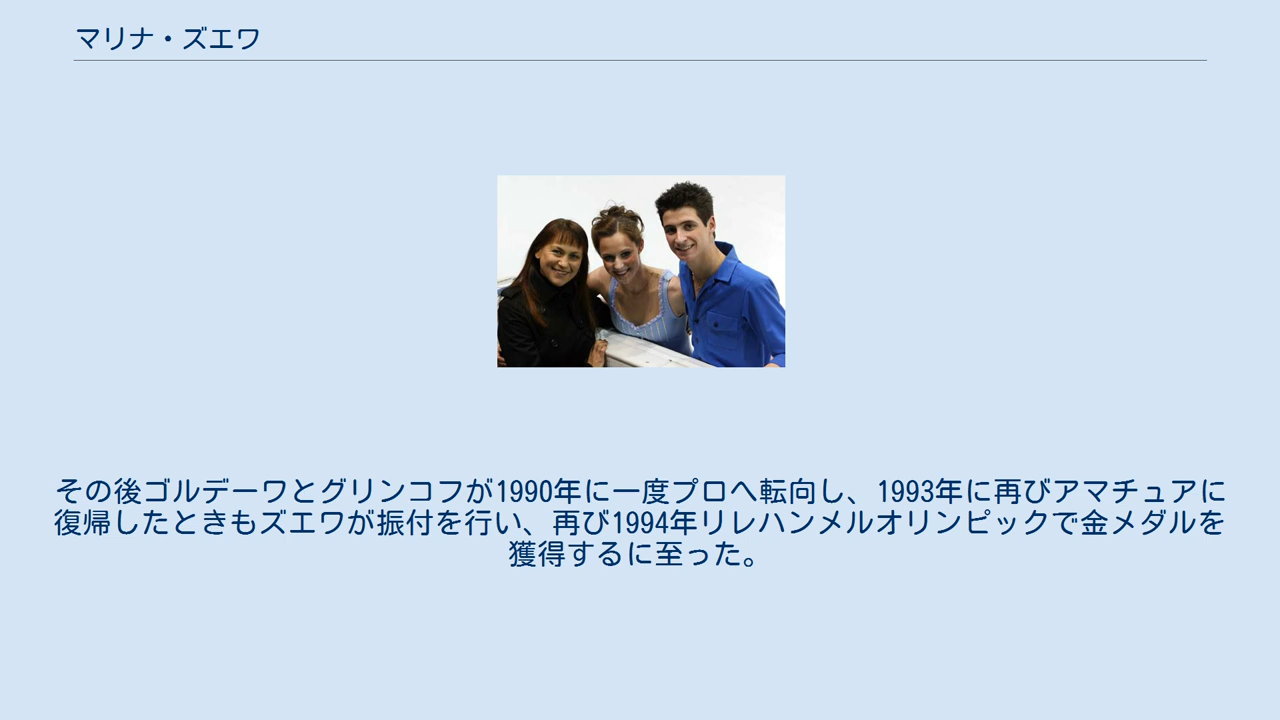 マリナ・ズエワ
その後ゴルデーワとグリンコフが1990年に一度プロへ転向し、1993年に再びアマチュアに
復帰したときもズエワが振付を行い、再び1994年リレハンメルオリンピックで金メダルを
獲得するに至った。